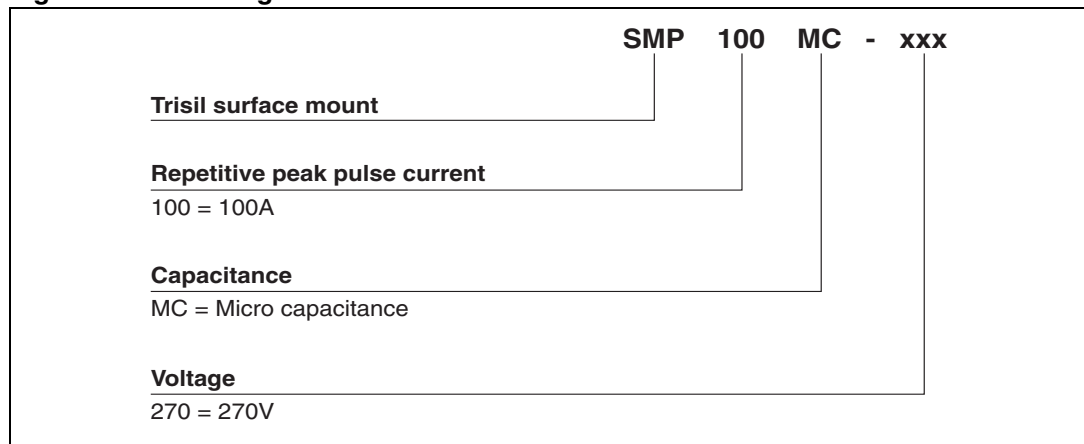 SMP 100 MC - xxx
Trisil surface mount
Repetitive peak pulse current
100 = 100A
Capacitance
MC = Micro capacitance
Voltage
270 = 270V